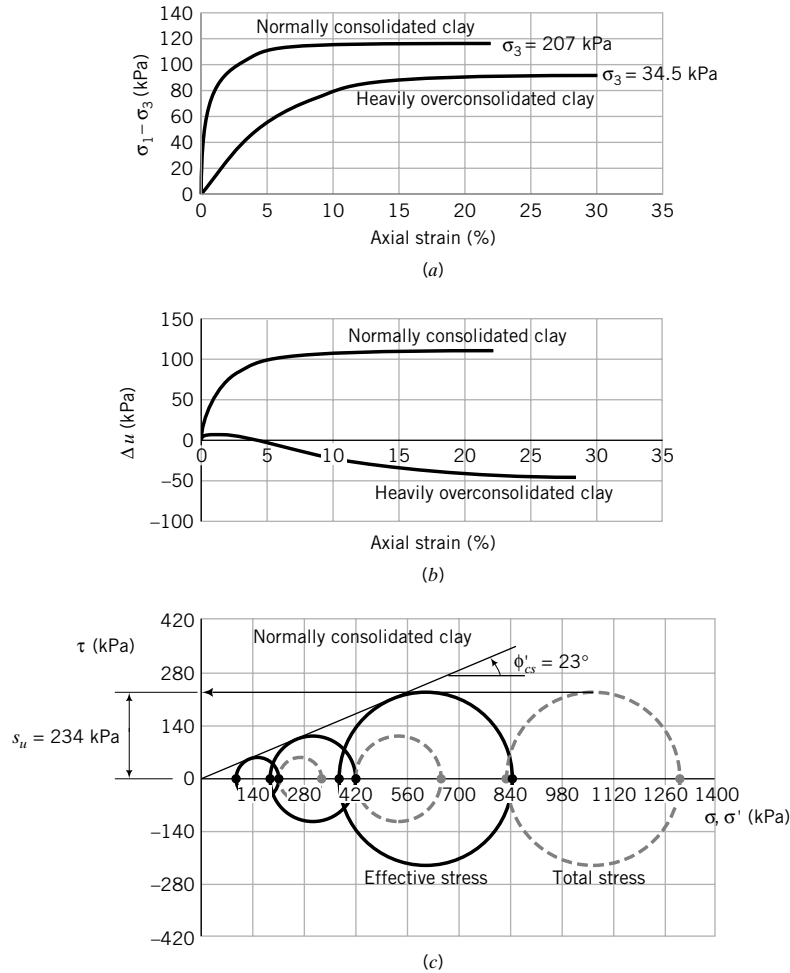 140
120
100
80
60
40
20
0
σ₁ – σ₃ (kPa)
Normally consolidated clay
σ₃ = 207 kPa
σ₃ = 34.5 kPa
Heavily overconsolidated clay
0 5 10 15 20 25 30 35
Axial strain (%)
(a)
150
100
50
0
–50
–100
Δu (kPa)
Normally consolidated clay
0 5 10 15 20 25 30 35
Heavily overconsolidated clay
Axial strain (%)
(b)
420
280
140
0
–140
–280
–420
τ (kPa)
Normally consolidated clay
ϕ'cs = 23°
sᵤ = 234 kPa
140 280 420 560 700 840 980 1120 1260 1400
σ, σ' (kPa)
Effective stress
Total stress
(c)